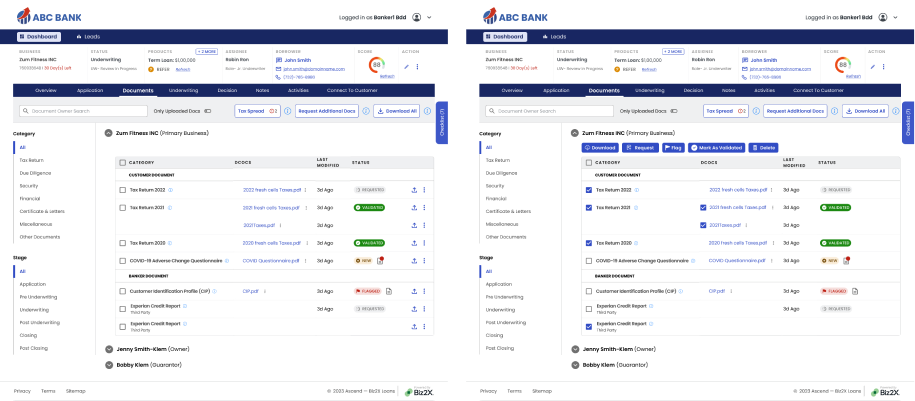 ABC BANK
Logged in as Banker1 Bdd
Dashboard
Leads
BUSINESS
STATUS
PRODUCTS
+ 2 MORE
ASSIGNEE
BORROWER
SCORE
ACTION
Zum Fitness INC
Underwriting
Term Loan: $1,00,000
Robin Ron
John Smith
88
REFER Refresh
Refresh
Overview
Application
Documents
Underwriting
Decision
Notes
Activities
Connect To Customer
Document Owner Search
Only Uploaded Docs
Tax Spread
2
Request Additional Docs
Download All
Checklist (7)
Category
All
Tax Return
Due Diligence
Security
Financial
Certificate & Letters
Miscellaneous
Other Documents
Stage
All
Application
Pre Underwriting
Underwriting
Post Underwriting
Closing
Post Closing
Zum Fitness INC (Primary Business)
CATEGORY
DCOCS
LAST MODIFIED
STATUS
CUSTOMER DOCUMENT
Tax Return 2022
2022 fresh cells Taxes.pdf
3d Ago
REQUESTED
Tax Return 2021
2021 fresh cells Taxes.pdf
3d Ago
VALIDATED
2021Taxes.pdf
3d Ago
Tax Return 2020
2020 fresh cells Taxes.pdf
3d Ago
VALIDATED
COVID-19 Adverse Change Questionnaire
COVID Questionnaire.pdf
3d Ago
NEW
BANKER DOCUMENT
Customer Identification Profile (CIP)
CIP.pdf
3d Ago
FLAGGED
Experian Credit Report
Third Party
3d Ago
REQUESTED
Experian Credit Report
Third Party
Jenny Smith-Klem (Owner)
Bobby Klem (Guarantor)
Privacy
Terms
Sitemap
© 2023 Ascend — Biz2X Loans
Biz2X
ABC BANK
Logged in as Banker1 Bdd
Dashboard
Leads
BUSINESS
STATUS
PRODUCTS
+ 2 MORE
ASSIGNEE
BORROWER
SCORE
ACTION
Zum Fitness INC
Underwriting
Term Loan: $1,00,000
Robin Ron
John Smith
88
REFER Refresh
Refresh
Overview
Application
Documents
Underwriting
Decision
Notes
Activities
Connect To Customer
Document Owner Search
Only Uploaded Docs
Tax Spread
2
Request Additional Docs
Download All
Checklist (7)
Category
All
Tax Return
Due Diligence
Security
Financial
Certificate & Letters
Miscellaneous
Other Documents
Stage
All
Application
Pre Underwriting
Underwriting
Post Underwriting
Closing
Post Closing
Zum Fitness INC (Primary Business)
Download
Request
Flag
Mark As Validated
Delete
CATEGORY
DCOCS
LAST MODIFIED
STATUS
CUSTOMER DOCUMENT
Tax Return 2022
2022 fresh cells Taxes.pdf
3d Ago
REQUESTED
Tax Return 2021
2021 fresh cells Taxes.pdf
3d Ago
VALIDATED
2021Taxes.pdf
3d Ago
Tax Return 2020
2020 fresh cells Taxes.pdf
3d Ago
VALIDATED
COVID-19 Adverse Change Questionnaire
COVID Questionnaire.pdf
3d Ago
NEW
BANKER DOCUMENT
Customer Identification Profile (CIP)
CIP.pdf
3d Ago
FLAGGED
Experian Credit Report
Third Party
3d Ago
REQUESTED
Experian Credit Report
Third Party
Jenny Smith-Klem (Owner)
Bobby Klem (Guarantor)
Privacy
Terms
Sitemap
© 2023 Ascend — Biz2X Loans
Biz2X